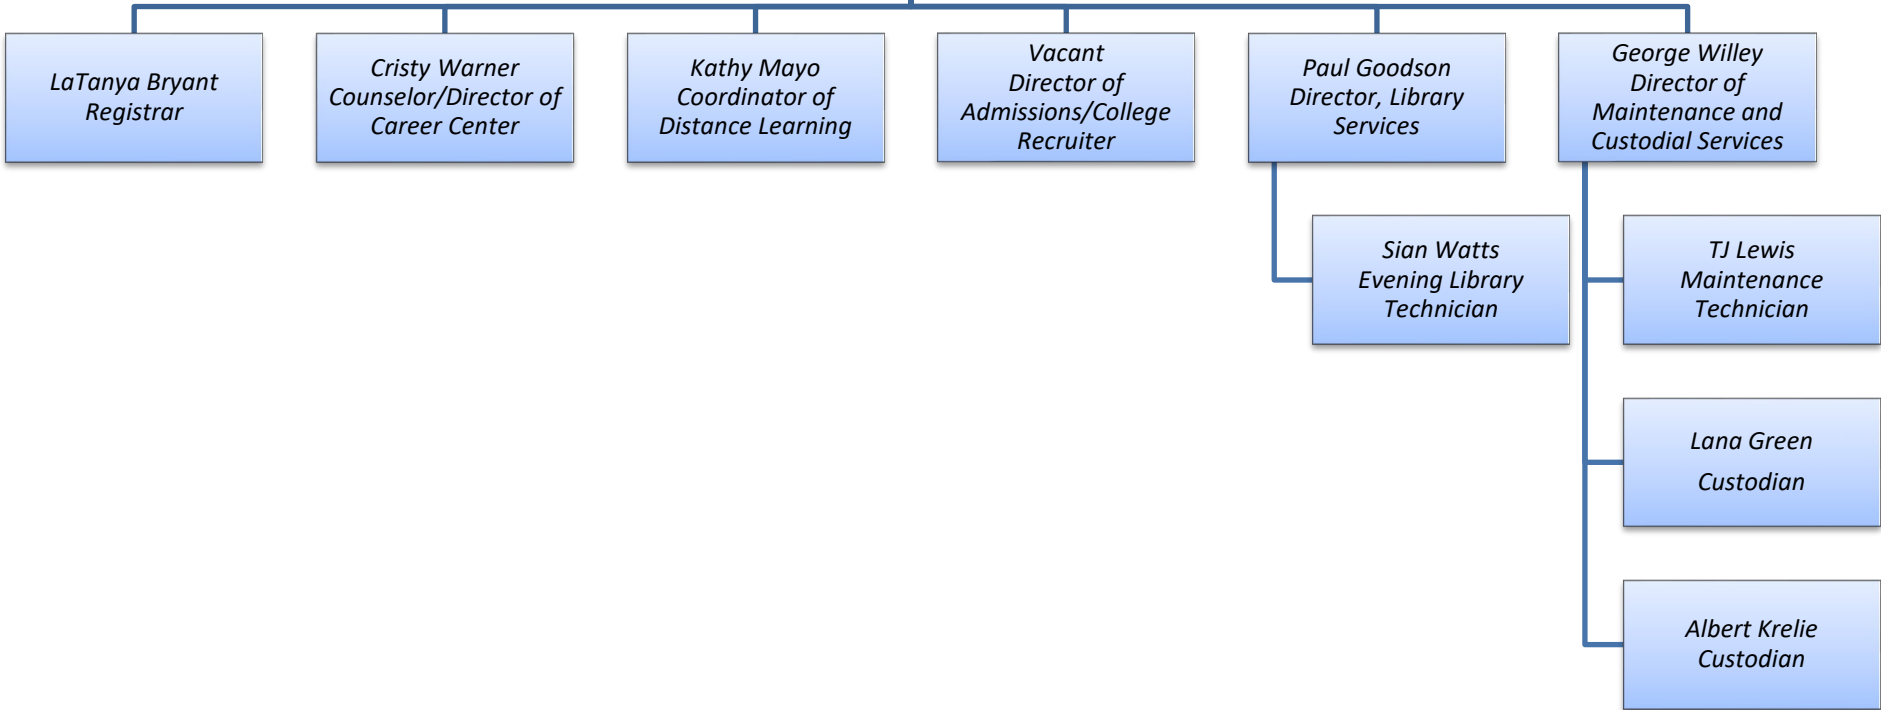 LaTanya Bryant
Registrar
Cristy Warner
Counselor/Director of
Career Center
Kathy Mayo
Coordinator of
Distance Learning
Vacant
Director of
Admissions/College
Recruiter
Paul Goodson
Director, Library
Services
George Willey
Director of
Maintenance and
Custodial Services
Sian Watts
Evening Library
Technician
TJ Lewis
Maintenance
Technician
Lana Green
Custodian
Albert Krelie
Custodian